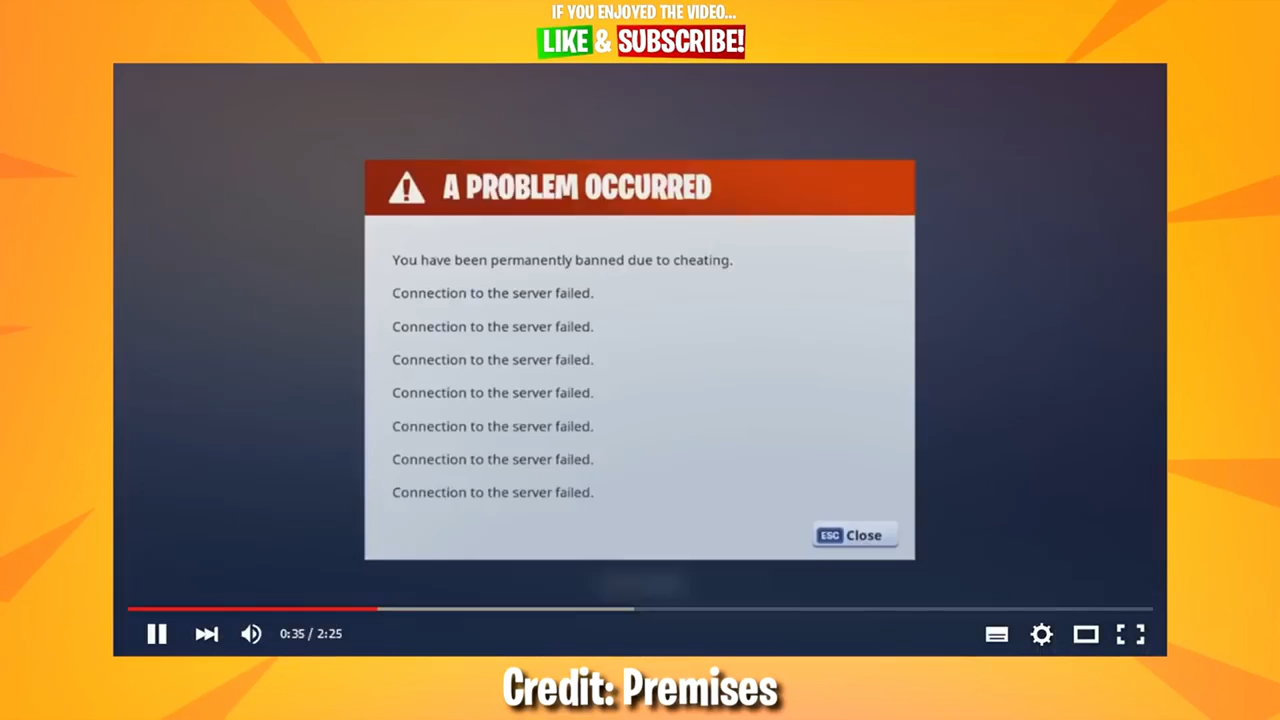 IF YOU ENJOYED THE VIDEO...
LIKE & SUBSCRIBE!
A PROBLEM OCCURRED
You have been permanently banned due to cheating.
Connection to the server failed.
Connection to the server failed.
Connection to the server failed.
Connection to the server failed.
Connection to the server failed.
Connection to the server failed.
Connection to the server failed.
ESC Close
0:35 / 2:25
Credit: Premises